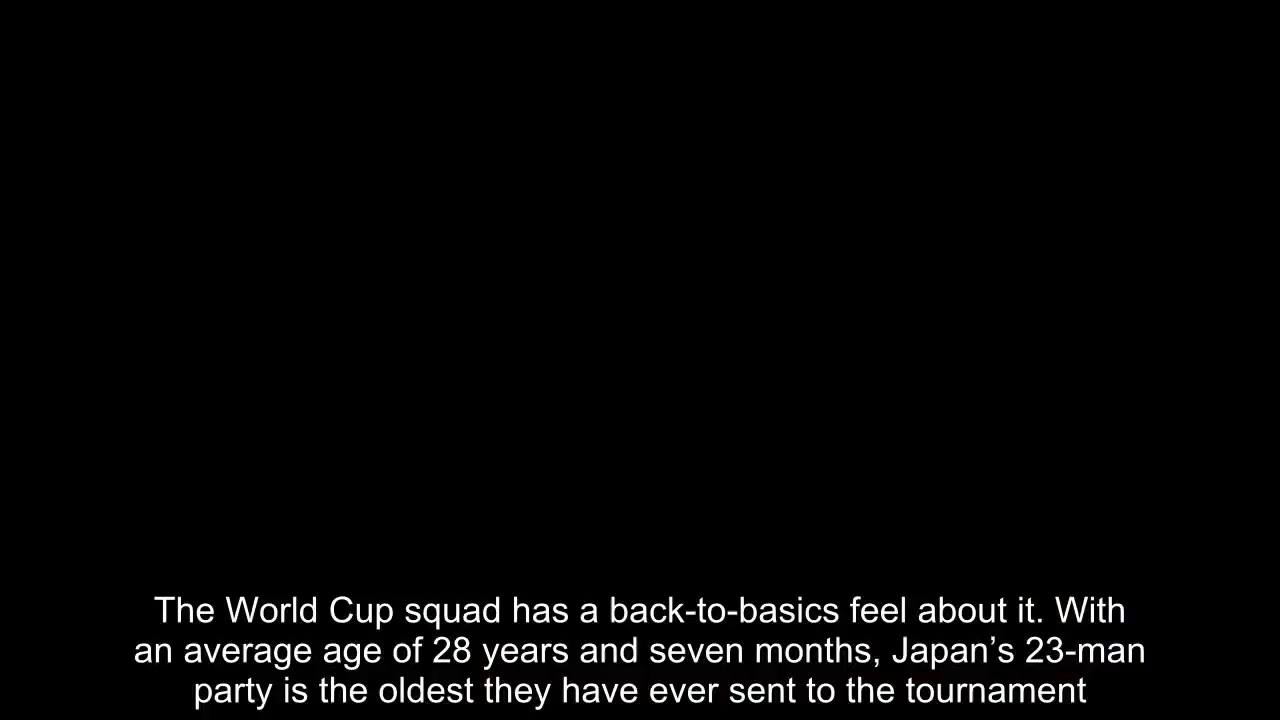 The World Cup squad has a back-to-basics feel about it. With
an average age of 28 years and seven months, Japan’s 23-man
party is the oldest they have ever sent to the tournament